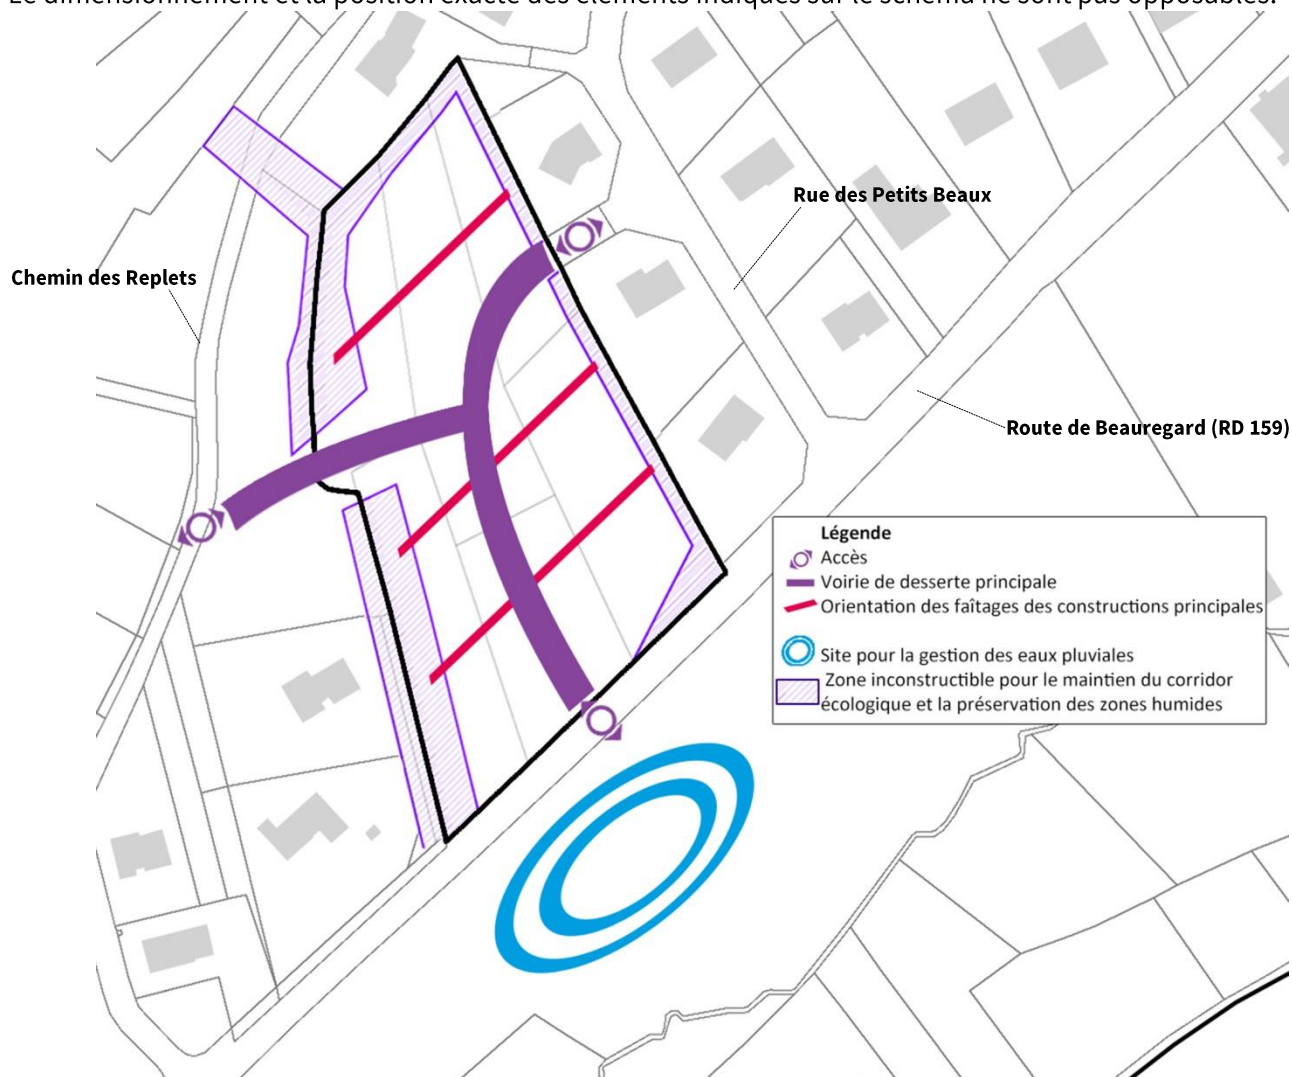 Le dimensionnement et la position exacte des éléments indiqués sur le schéma ne sont pas opposables.
Rue des Petits Beaux
Chemin des Replets
Route de Beauregard (RD 159)
Légende
Accès
Voirie de desserte principale
Orientation des faîtages des constructions principales
Site pour la gestion des eaux pluviales
Zone inconstructible pour le maintien du corridor
écologique et la préservation des zones humides